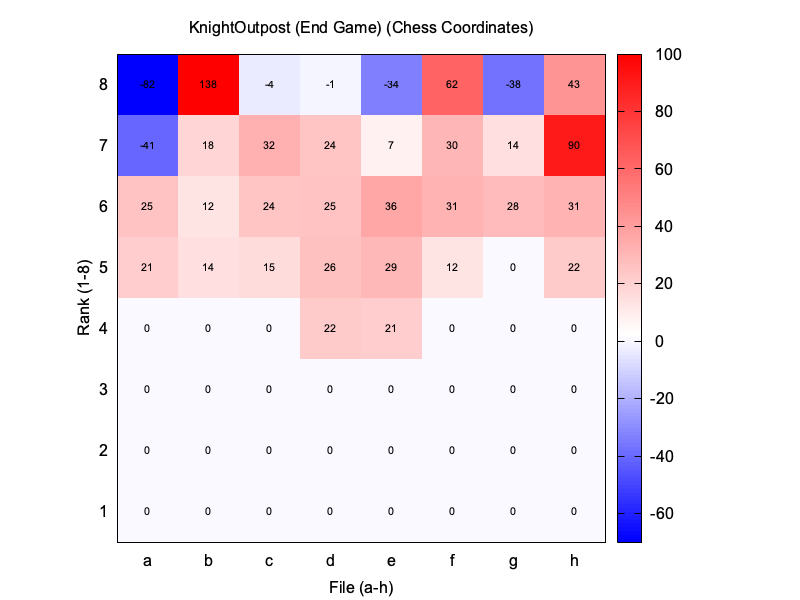 KnightOutpost (End Game) (Chess Coordinates)
100
8 -62 138 -4 -1 -34 62 -38 43
80
7 -41 18 32 24 7 30 14 90
60
6 25 12 24 25 36 31 28 31
40
5 21 14 15 26 29 12 0 22
20
Rank (1-8)
4 0 0 0 22 21 0 0 0
0
3 0 0 0 0 0 0 0 0
-20
2 0 0 0 0 0 0 0 0
-40
1 0 0 0 0 0 0 0 0
-60
a b c d e f g h
File (a-h)